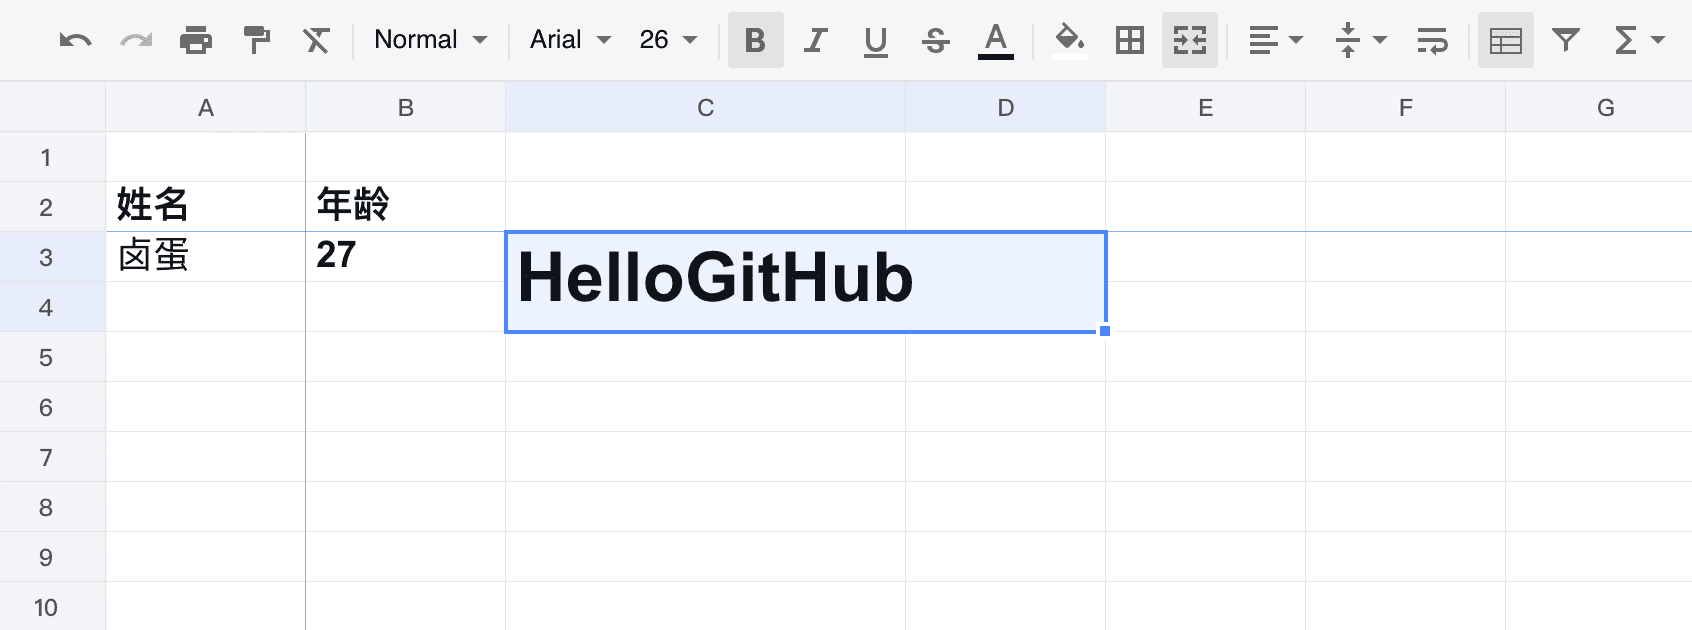 Normal Arial 26 B I U S A Σ
A B C D E F G
1
2 姓名 年龄
3 卤蛋 27 HelloGitHub
4
5
6
7
8
9
10